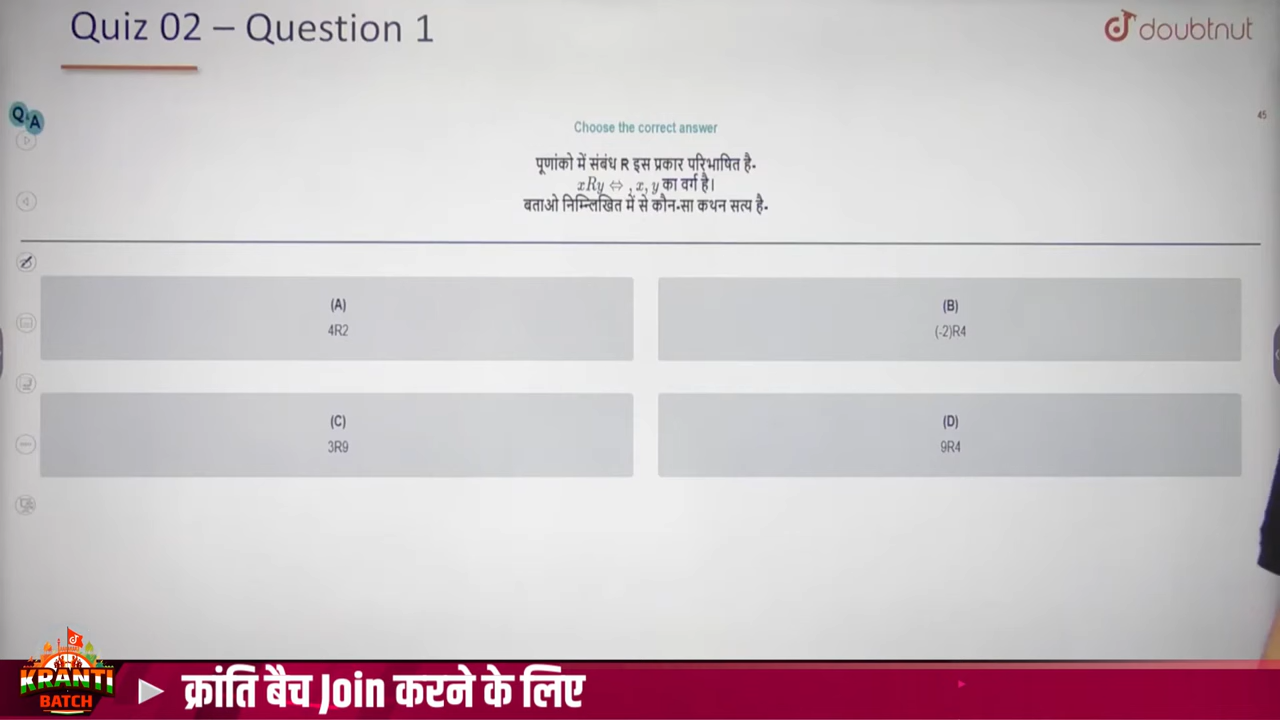 Quiz 02 – Question 1
doubtnut
Q&A
45
Choose the correct answer
पूणांको में संबंध R इस प्रकार परिभाषित है-
xRy ⇔ , x, y का वर्ग है।
बताओ निम्न्लिखित में से कौन-सा कथन सत्य है-
(A)
4R2
(B)
(-2)R4
(C)
3R9
(D)
9R4
KRANTI
BATCH
क्रांति बैच Join करने के लिए